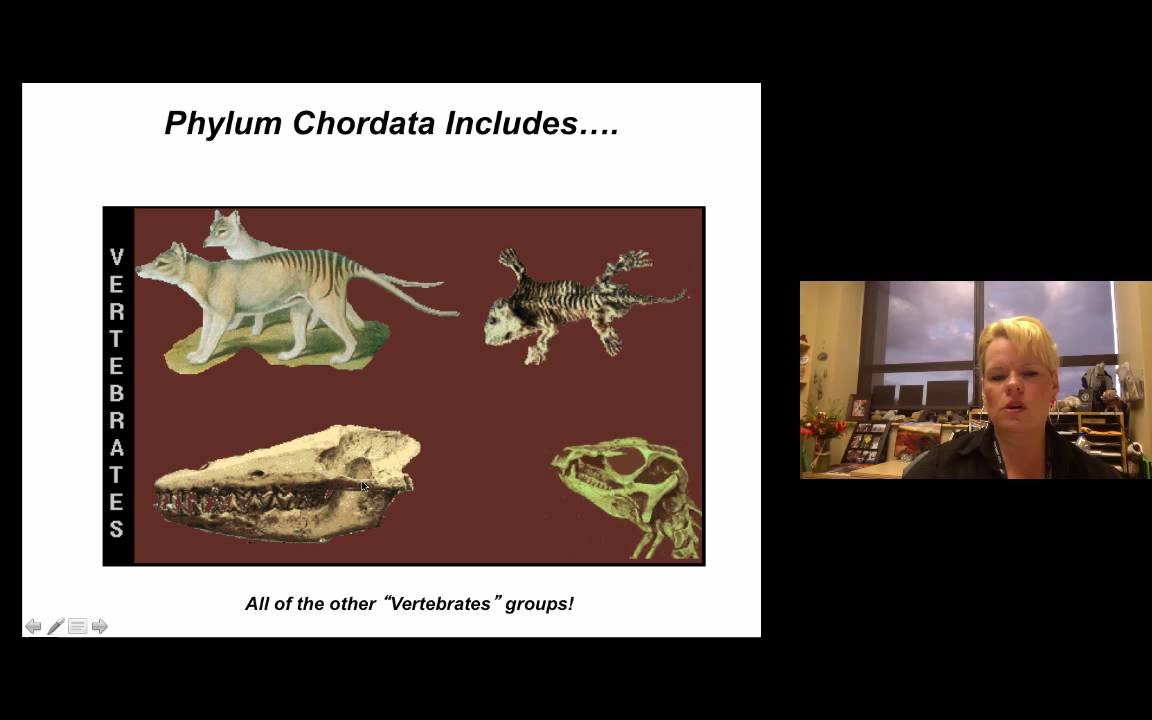 Phylum Chordata Includes….
VERTEBRATES
All of the other “Vertebrates” groups!